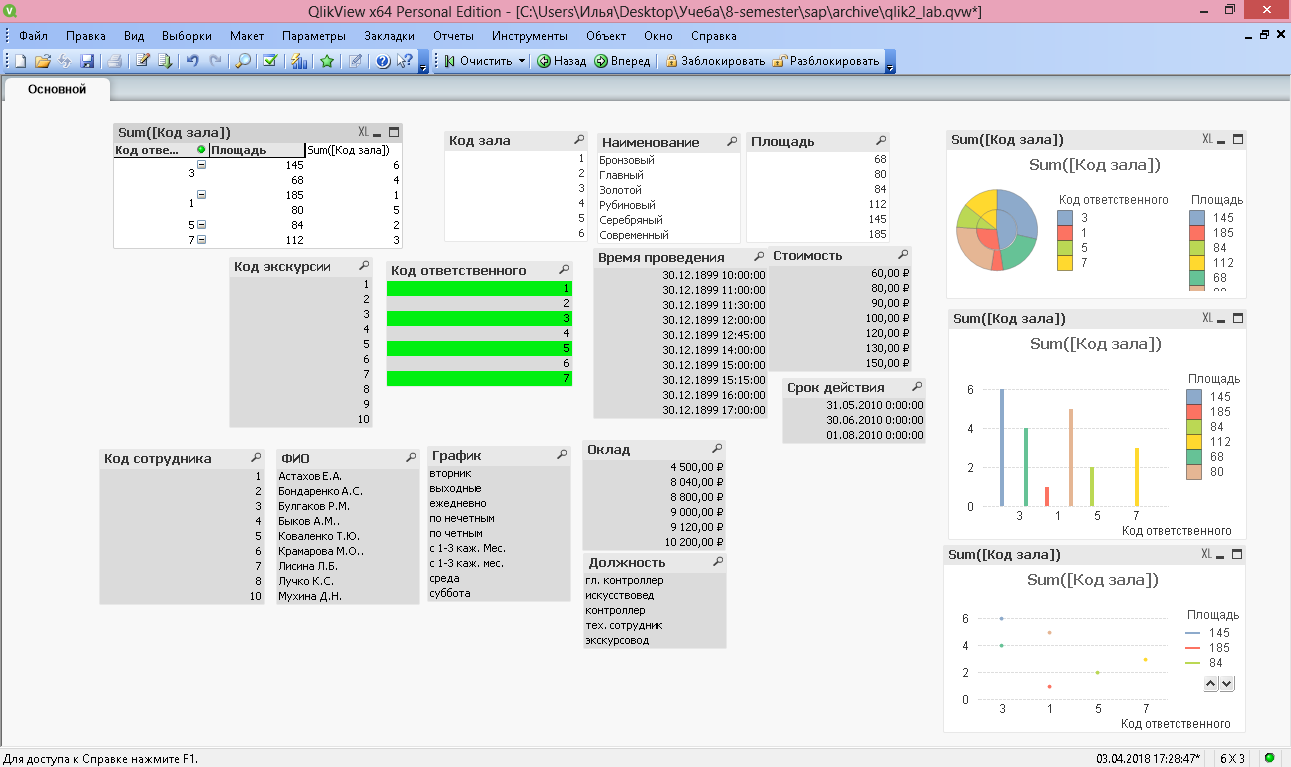 QlikView x64 Personal Edition - [C:\Users\Илья\Desktop\Учеба\8-semester\sap\archive\qlik2_lab.qvw*]
Файл Правка Вид Выборки Макет Параметры Закладки Отчеты Инструменты Объект Окно Справка
Очистить Назад Вперед Заблокировать Разблокировать
Основной
Sum([Код зала]) XL
Код отве... Площадь Sum([Код зала])
3 145 6
68 4
1 185 1
80 5
5 84 2
7 112 3
Код зала
1
2
3
4
5
6
Наименование
Бронзовый
Главный
Золотой
Рубиновый
Серебряный
Современный
Площадь
68
80
84
112
145
185
Код экскурсии
1
2
3
4
5
6
7
8
9
10
Код ответственного
1
2
3
4
5
6
7
Время проведения
30.12.1899 10:00:00
30.12.1899 11:00:00
30.12.1899 11:30:00
30.12.1899 12:00:00
30.12.1899 12:45:00
30.12.1899 14:00:00
30.12.1899 15:00:00
30.12.1899 15:15:00
30.12.1899 16:00:00
30.12.1899 17:00:00
Стоимость
60,00 ₽
80,00 ₽
90,00 ₽
100,00 ₽
120,00 ₽
130,00 ₽
150,00 ₽
Срок действия
31.05.2010 0:00:00
30.06.2010 0:00:00
01.08.2010 0:00:00
Код сотрудника
1
2
3
4
5
6
7
8
10
ФИО
Астахов Е.А.
Бондаренко А.С.
Булгаков Р.М.
Быков А.М..
Коваленко Т.Ю.
Крамарова М.О..
Лисина Л.Б.
Лучко К.С.
Мухина Д.Н.
График
вторник
выходные
ежедневно
по нечетным
по четным
с 1-3 каж. Мес.
с 1-3 каж. мес.
среда
суббота
Оклад
4 500,00 ₽
8 040,00 ₽
8 800,00 ₽
9 000,00 ₽
9 120,00 ₽
10 200,00 ₽
Должность
гл. контроллер
искусствовед
контроллер
тех. сотрудник
экскурсовод
Sum([Код зала]) XL
Sum([Код зала])
Код ответственного
3
1
5
7
Площадь
145
185
84
112
68
Sum([Код зала]) XL
Sum([Код зала])
6
4
2
0
3 1 5 7
Код ответственного
Площадь
145
185
84
112
68
80
Sum([Код зала]) XL
Sum([Код зала])
6
4
2
0
3 1 5 7
Код ответственного
Площадь
145
185
84
Для доступа к Справке нажмите F1.
03.04.2018 17:28:47* 6 X 3